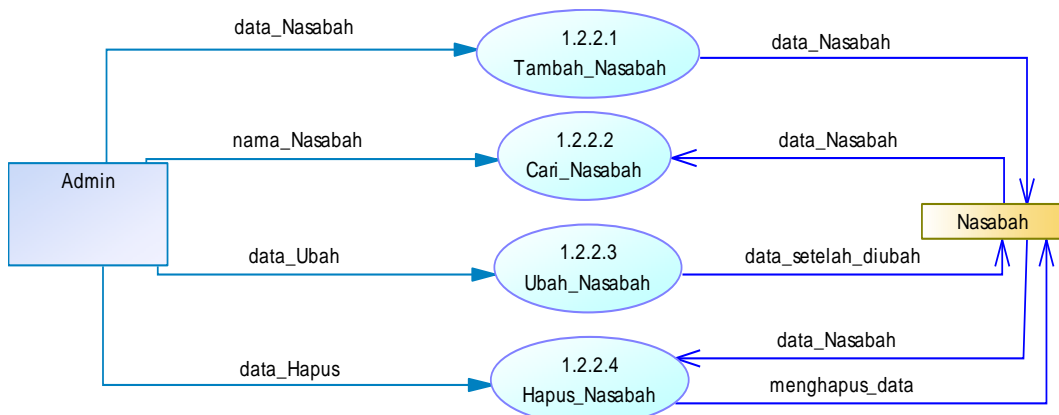 data_Nasabah
1.2.2.1
Tambah_Nasabah
data_Nasabah
nama_Nasabah
1.2.2.2
Cari_Nasabah
data_Nasabah
Admin
Nasabah
data_Ubah
1.2.2.3
Ubah_Nasabah
data_setelah_diubah
data_Nasabah
data_Hapus
1.2.2.4
Hapus_Nasabah
menghapus_data